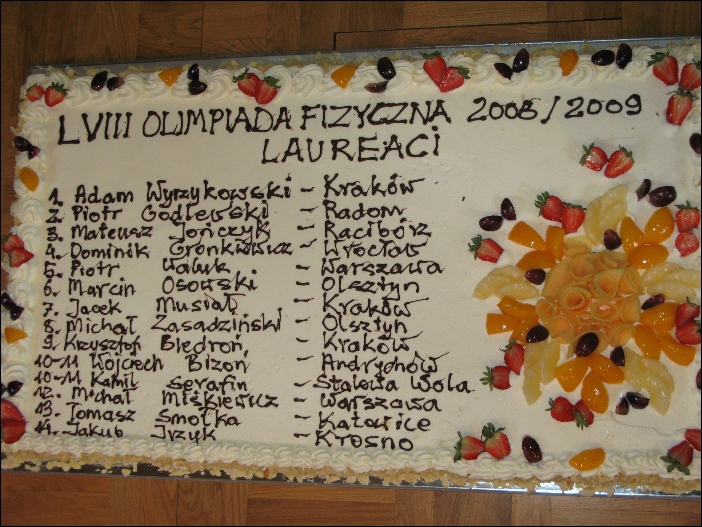 LVIII OLIMPIADA FIZYCZNA 2008/2009
LAUREACI
1. Adam Wyrzykowski – Kraków
2. Piotr Godlewski – Radom
3. Mateusz Jończyk – Racibórz
4. Dominik Gronkiewicz – Wrocław
5. Piotr Waluk – Warszawa
6. Marcin Osowski – Olsztyn
7. Jacek Musiał – Kraków
8. Michał Zasadziński – Olsztyn
9. Krzysztof Biedroń – Kraków
10-11 Wojciech Bizoń – Andrychów
10-11 Kamil Serafin – Stalowa Wola
12. Michał Miśkiewicz – Warszawa
13. Tomasz Smołka – Katowice
14. Jakub Jrzyk – Krosno